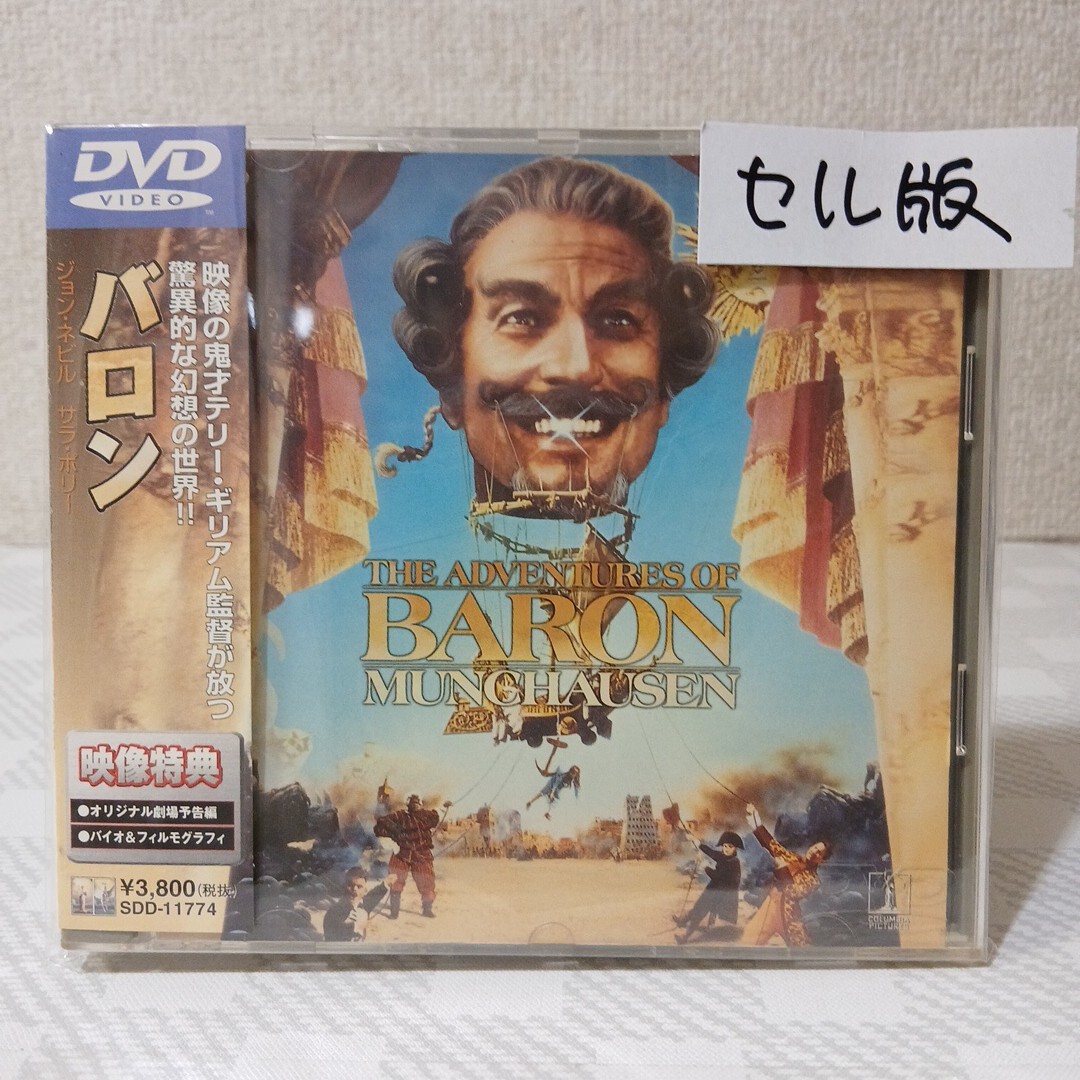 DVD
VIDEO
TM
映像の鬼才テリー・ギリアム監督が放つ
驚異的な幻想の世界!!
バロン
ジョン・ネビル サラ・ポリー
映像特典
●オリジナル劇場予告編
●バイオ&フィルモグラフィ
¥3,800(税抜)
SDD-11774
セル版
THE ADVENTURES OF
BARON
MUNCHAUSEN
COLUMBIA
PICTURES